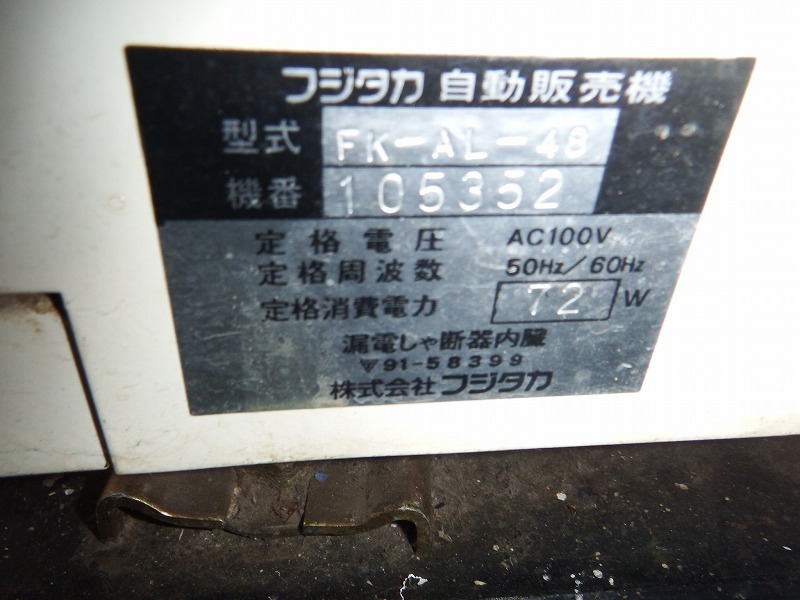 フジタカ 自動販売機
型式 FK-AL-48
機番 105352
定格電圧 AC100V
定格周波数 50Hz/60Hz
定格消費電力 72 W
漏電しゃ断器内臓
▽91-58399
株式会社 フジタカ